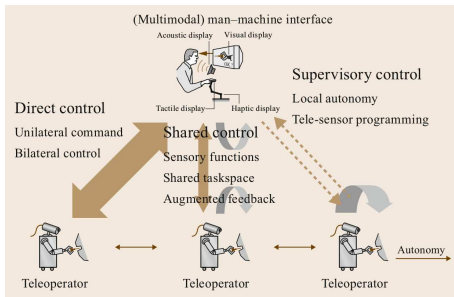 (Multimodal) man–machine interface
Acoustic display
Visual display
Tactile display
Haptic display
Direct control
Unilateral command
Bilateral control
Shared control
Sensory functions
Shared taskspace
Augmented feedback
Supervisory control
Local autonomy
Tele-sensor programming
Autonomy
Teleoperator
Teleoperator
Teleoperator